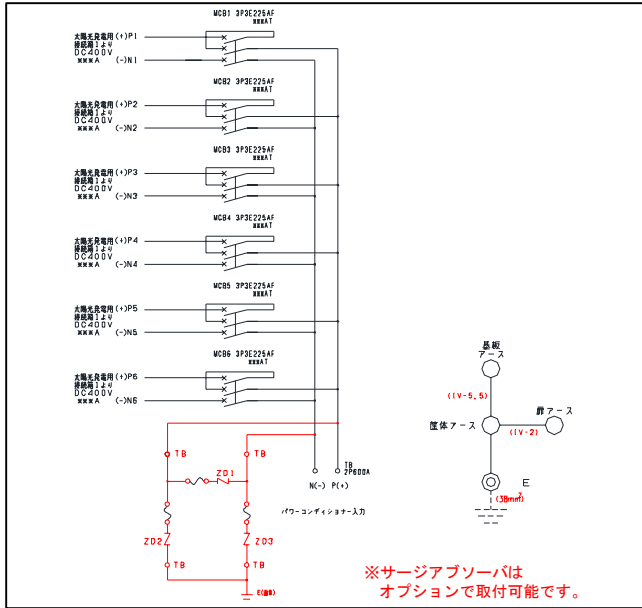 MCB1 3P3E225AF
※※※AT
太陽光発電用(+)P1
接続箱1より
DC400V
※※※A (-)N1
MCB2 3P3E225AF
※※※AT
太陽光発電用(+)P2
接続箱1より
DC400V
※※※A (-)N2
MCB3 3P3E225AF
※※※AT
太陽光発電用(+)P3
接続箱1より
DC400V
※※※A (-)N3
MCB4 3P3E225AF
※※※AT
太陽光発電用(+)P4
接続箱1より
DC400V
※※※A (-)N4
MCB5 3P3E225AF
※※※AT
太陽光発電用(+)P5
接続箱1より
DC400V
※※※A (-)N5
MCB6 3P3E225AF
※※※AT
太陽光発電用(+)P6
接続箱1より
DC400V
※※※A (-)N6
TB
TB
ZD1
ZD2
ZD3
TB
TB
TB
2P600A
N(-) P(+)
パワーコンディショナー入力
基板
アース
(IV-5.5)
筐体アース
扉アース
(IV-2)
E
(38mm²)
※サージアブソーバは
オプションで取付可能です。